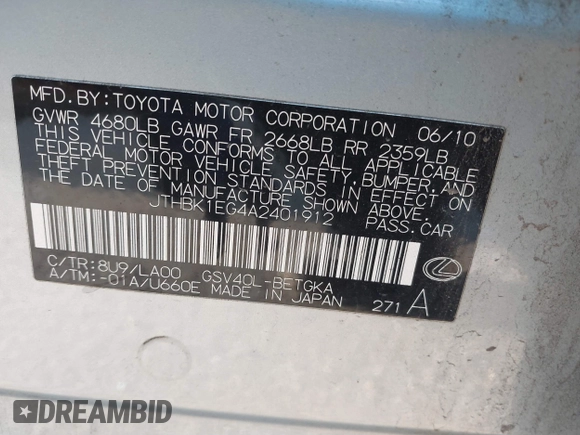 MFD. BY: TOYOTA MOTOR CORPORATION 06/10
GVWR 4680LB GAWR FR 2668LB RR 2359LB
THIS VEHICLE CONFORMS TO ALL APPLICABLE
FEDERAL MOTOR VEHICLE SAFETY, BUMPER, AND
THEFT PREVENTION STANDARDS IN EFFECT ON
THE DATE OF MANUFACTURE SHOWN ABOVE.
JTHBK1EG4A2401912 PASS. CAR
C/TR: 8U9/LA00 GSV40L-BETGKA
A/TM: -01A/U660E MADE IN JAPAN 271 A
DREAMBID